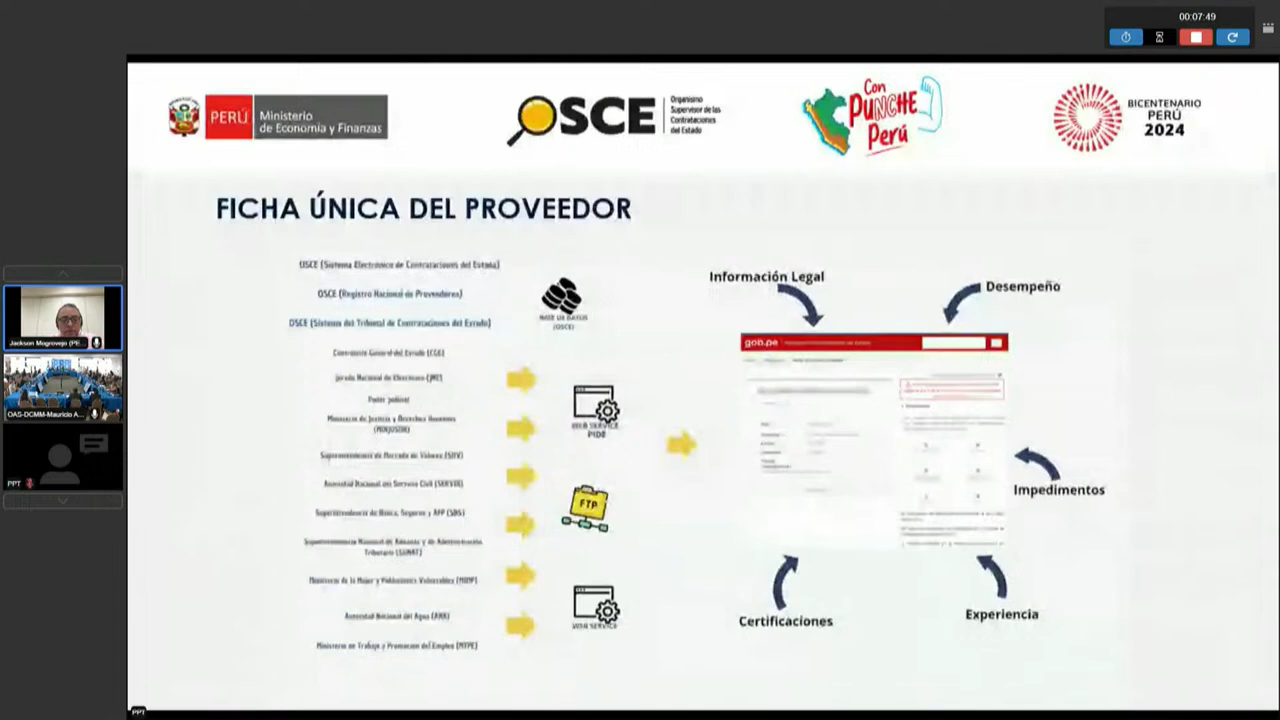 00:07:49
PERÚ
Ministerio
de Economía y Finanzas
OSCE
Organismo
Supervisor de las
Contrataciones
del Estado
Con
PUNCHE
Perú
BICENTENARIO
PERÚ
2024
FICHA ÚNICA DEL PROVEEDOR
OSCE (Sistema Electrónico de Contrataciones del Estado)
OSCE (Registro Nacional de Proveedores)
OSCE (Sistema del Tribunal de Contrataciones del Estado)
Contraloría General del Estado (CGE)
Jurado Nacional de Elecciones (JNE)
Poder Judicial
Ministerio de Justicia y Derechos Humanos
(MINJUSDH)
Superintendencia de Mercado de Valores (SMV)
Autoridad Nacional del Servicio Civil (SERVIR)
Superintendencia de Banca, Seguros y AFP (SBS)
Superintendencia Nacional de Aduanas y de Administración
Tributaria (SUNAT)
Ministerio de la Mujer y Poblaciones Vulnerables (MIMP)
Autoridad Nacional del Agua (ANA)
Ministerio de Trabajo y Promoción del Empleo (MTPE)
BASE DE DATOS
(OSCE)
WEB SERVICE
PIDE
FTP
WEB SERVICE
Información Legal
Desempeño
gob.pe
Impedimentos
Certificaciones
Experiencia
Jackson Mogrovejo (PE...
OAS-DCMM-Mauricio A...
PPT
PPT